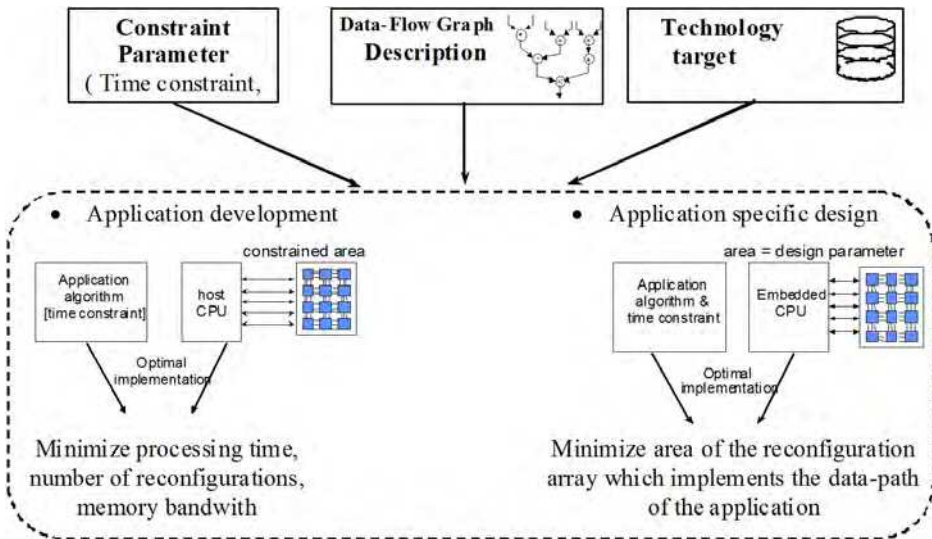 Constraint
Parameter
( Time constraint,
Data-Flow Graph
Description
Technology
target
• Application development
constrained area
Application
algorithm
[time constraint]
host
CPU
Optimal
implementation
Minimize processing time,
number of reconfigurations,
memory bandwith
• Application specific design
area = design parameter
Application
algorithm &
time constraint
Embedded
CPU
Optimal
implementation
Minimize area of the reconfiguration
array which implements the data-path
of the application